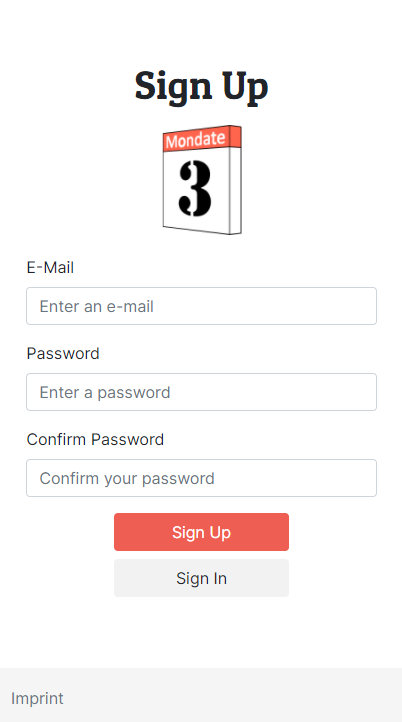 Sign Up
Mondate
3
E-Mail
Enter an e-mail
Password
Enter a password
Confirm Password
Confirm your password
Sign Up
Sign In
Imprint